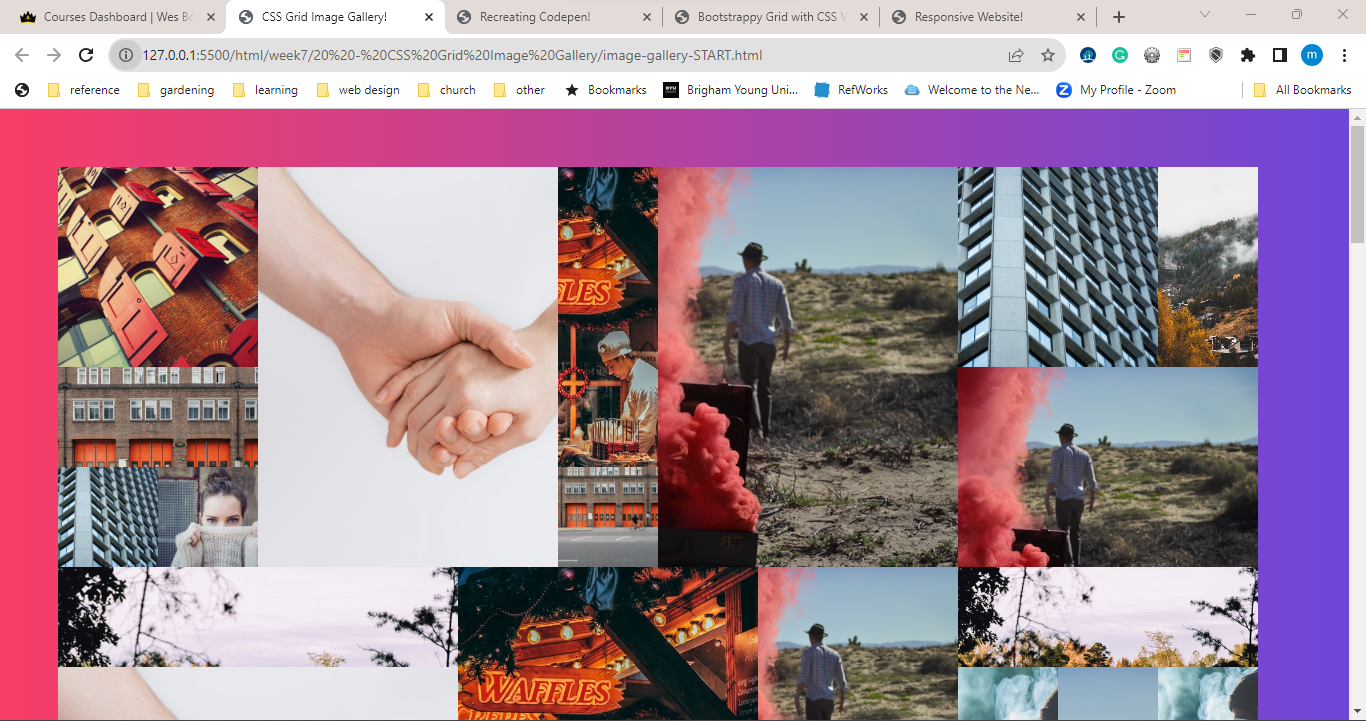 Courses Dashboard | Wes Bo
CSS Grid Image Gallery!
Recreating Codepen!
Bootstrappy Grid with CSS V
Responsive Website!
127.0.0.1:5500/html/week7/20%20-%20CSS%20Grid%20Image%20Gallery/image-gallery-START.html
m
reference
gardening
learning
web design
church
other
Bookmarks
BYU
Brigham Young Uni...
RefWorks
Welcome to the Ne...
My Profile - Zoom
All Bookmarks
LES
WAFFLES